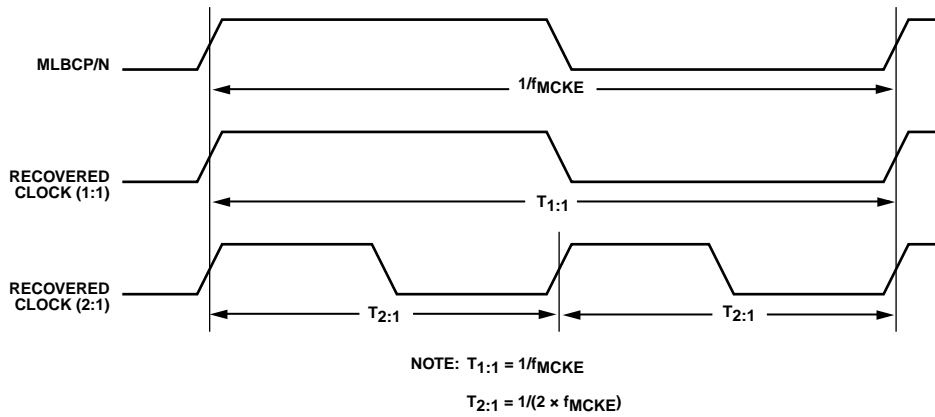 MLBCP/N
1/fMCKE
RECOVERED
CLOCK (1:1)
T1:1
RECOVERED
CLOCK (2:1)
T2:1
T2:1
NOTE: T1:1 = 1/fMCKE
T2:1 = 1/(2 × fMCKE)